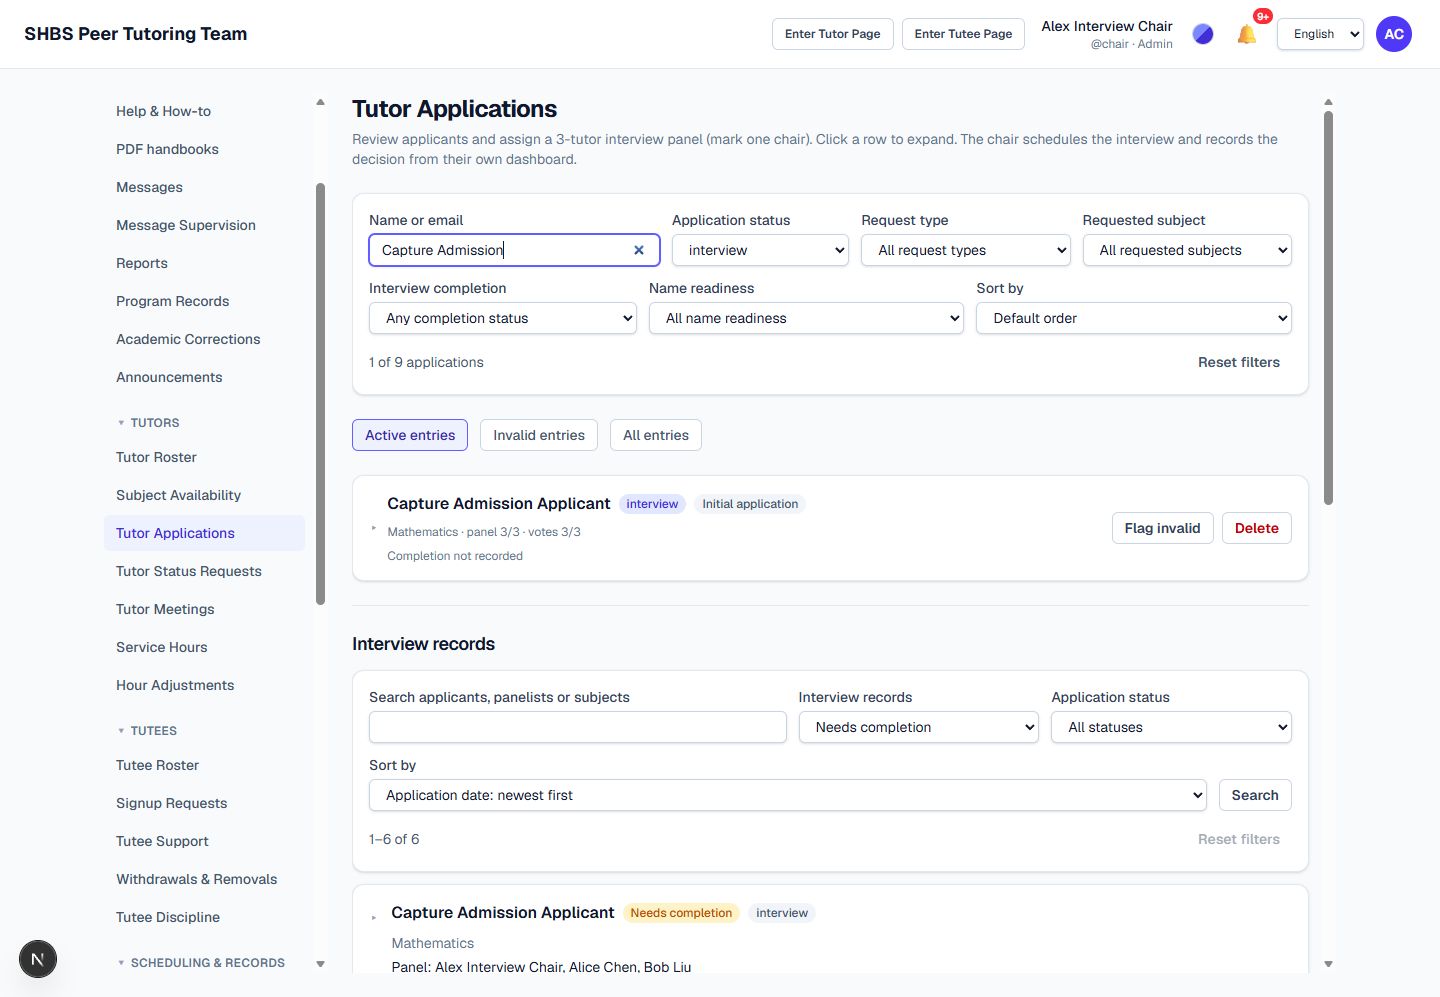 SHBS Peer Tutoring Team
Enter Tutor Page
Enter Tutee Page
Alex Interview Chair
@chair · Admin
9+
English
AC
Help & How-to
PDF handbooks
Messages
Message Supervision
Reports
Program Records
Academic Corrections
Announcements
TUTORS
Tutor Roster
Subject Availability
Tutor Applications
Tutor Status Requests
Tutor Meetings
Service Hours
Hour Adjustments
TUTEES
Tutee Roster
Signup Requests
Tutee Support
Withdrawals & Removals
Tutee Discipline
SCHEDULING & RECORDS
N
Tutor Applications
Review applicants and assign a 3-tutor interview panel (mark one chair). Click a row to expand. The chair schedules the interview and records the
decision from their own dashboard.
Name or email
Application status
Request type
Requested subject
Capture Admission
interview
All request types
All requested subjects
Interview completion
Name readiness
Sort by
Any completion status
All name readiness
Default order
1 of 9 applications
Reset filters
Active entries
Invalid entries
All entries
Capture Admission Applicant interview Initial application
Mathematics · panel 3/3 · votes 3/3
Completion not recorded
Flag invalid
Delete
Interview records
Search applicants, panelists or subjects
Interview records
Application status
Needs completion
All statuses
Sort by
Application date: newest first
Search
1–6 of 6
Reset filters
Capture Admission Applicant Needs completion interview
Mathematics
Panel: Alex Interview Chair, Alice Chen, Bob Liu